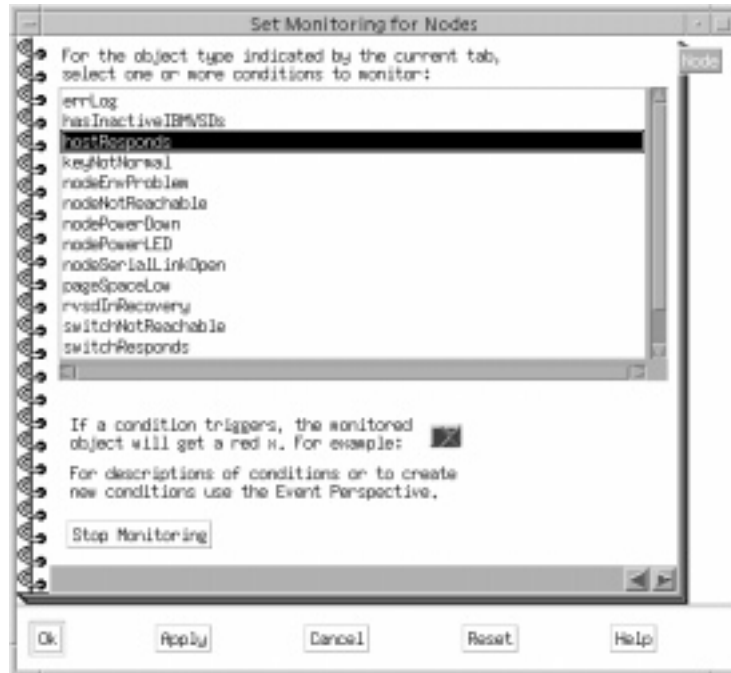 Set Monitoring for Nodes
For the object type indicated by the current tab,
select one or more conditions to monitor:
Node
errLog
hasInactiveIBMVSDs
hostResponds
keyNotNormal
nodeEnvProblem
nodeNotReachable
nodePowerDown
nodePowerLED
nodeSerialLinkOpen
pageSpaceLow
rvsdInRecovery
switchNotReachable
switchResponds
If a condition triggers, the monitored
object will get a red x. For example:
For descriptions of conditions or to create
new conditions use the Event Perspective.
Stop Monitoring
Ok Apply Cancel Reset Help